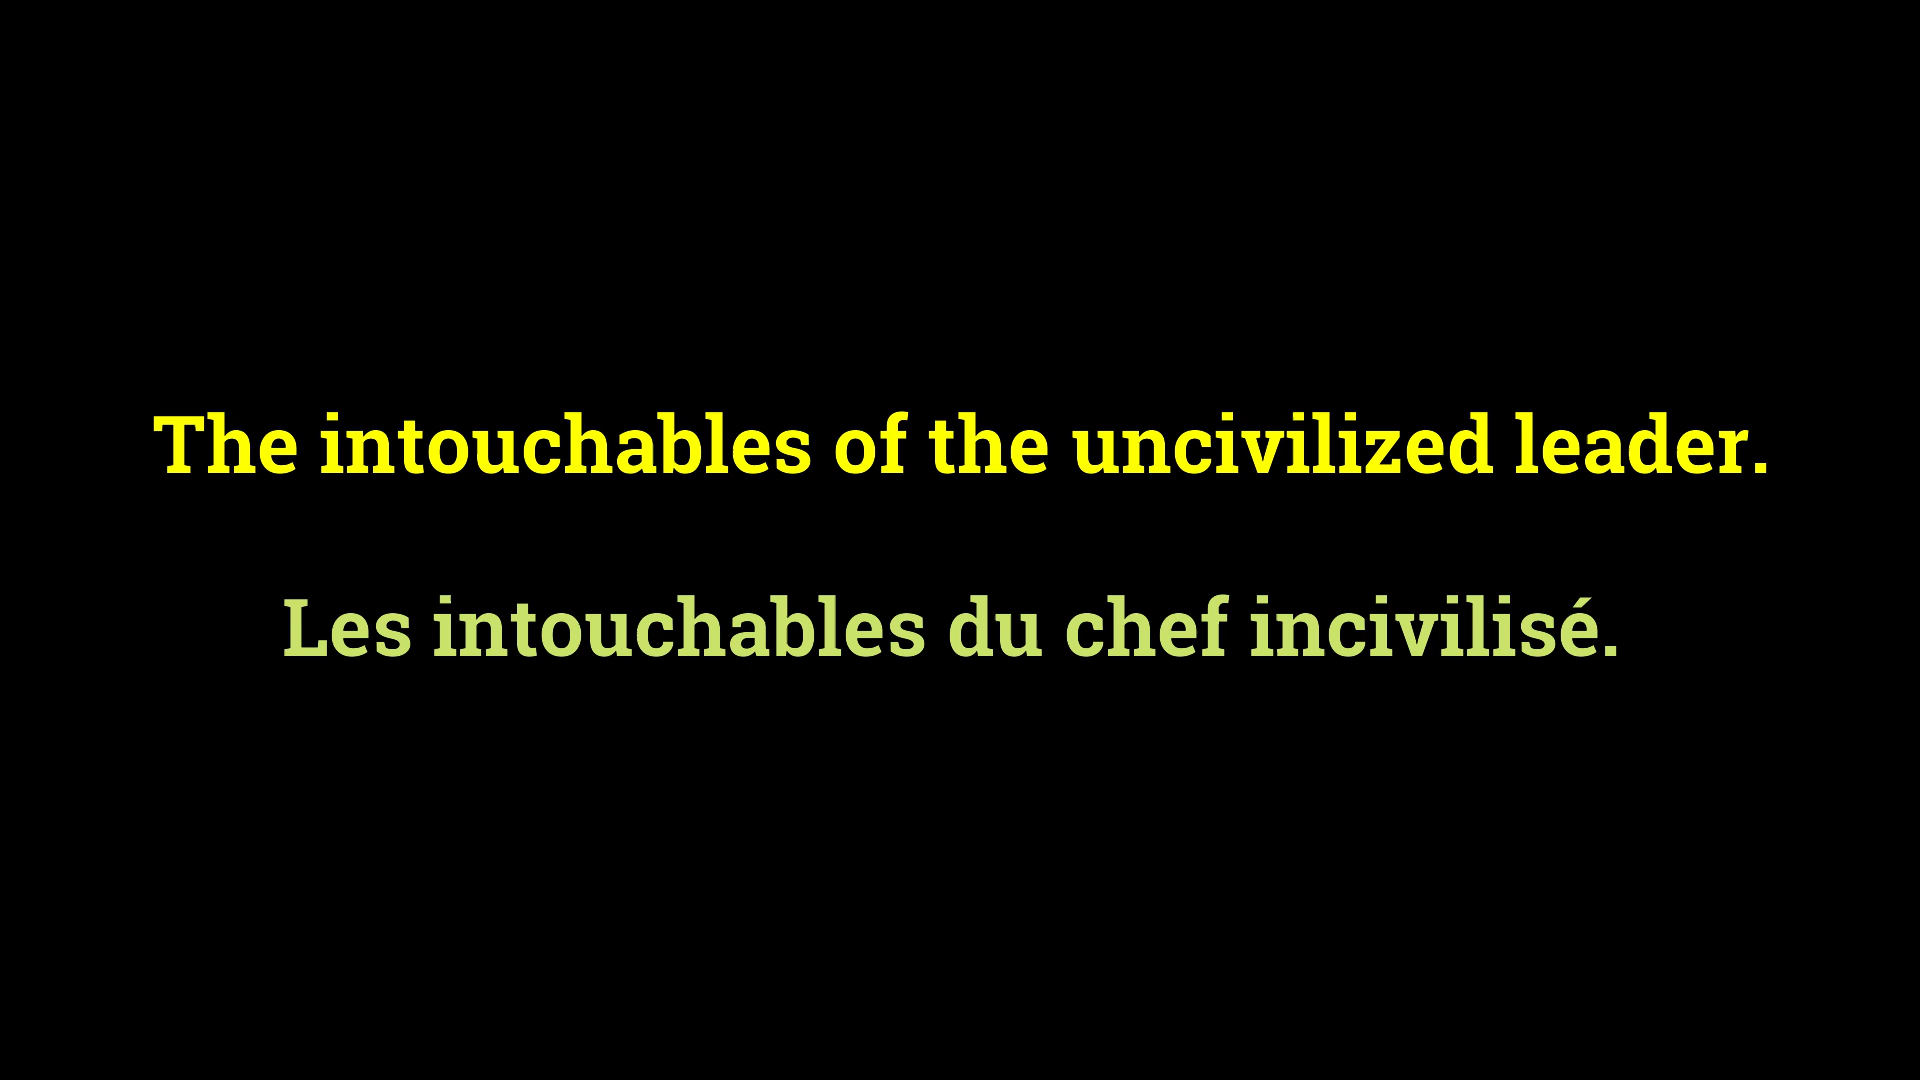 The intouchables of the uncivilized leader.
Les intouchables du chef incivilisé.